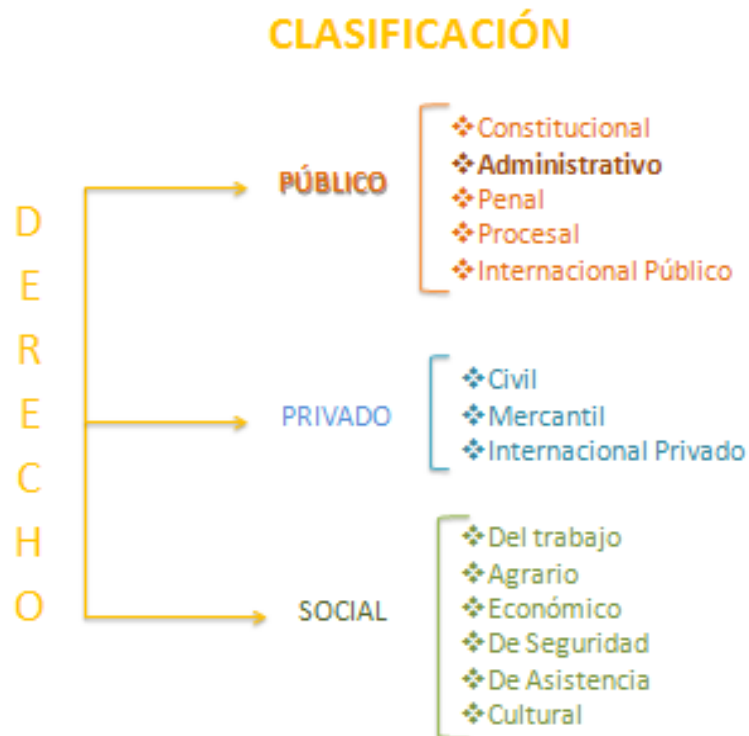 CLASIFICACIÓN
DERECHO
PÚBLICO
❖Constitucional
❖Administrativo
❖Penal
❖Procesal
❖Internacional Público
PRIVADO
❖Civil
❖Mercantil
❖Internacional Privado
SOCIAL
❖Del trabajo
❖Agrario
❖Económico
❖De Seguridad
❖De Asistencia
❖Cultural